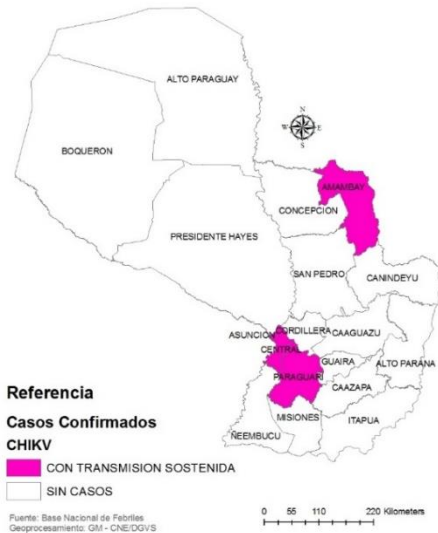 ALTO PARAGUAY
BOQUERON
N
W E
S
AMAMBAY
CONCEPCION
PRESIDENTE HAYES
SAN PEDRO
CANINDEYU
ASUNCION
CORDILLERA
CAAGUAZU
CENTRAL
GUAIRA
ALTO PARANA
PARAGUARI
CAAZAPA
MISIONES
ITAPUA
ÑEEMBUCU
Referencia
Casos Confirmados
CHIKV
CON TRANSMISION SOSTENIDA
SIN CASOS
Fuente: Base Nacional de Febriles
Geoprocesamiento: GM - CNE/DGVS
0 55 110 220 Kilometers